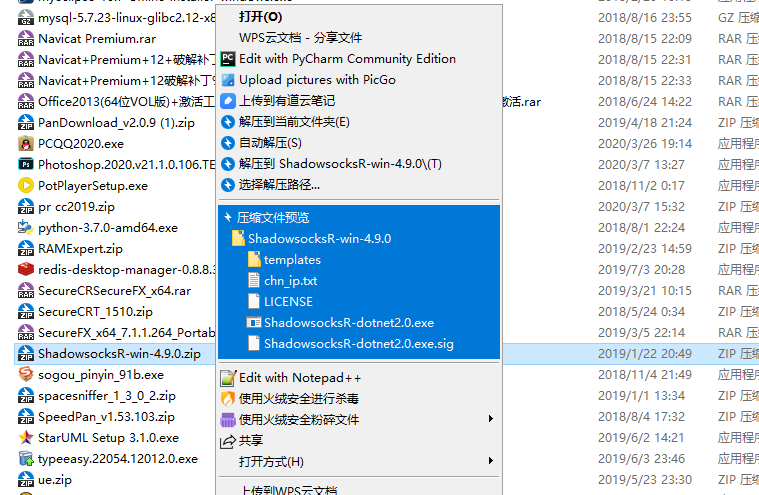 mysql-5.7.23-linux-glibc2.12-x8
2018/8/16 23:55
GZ 压缩
Navicat Premium.rar
2018/8/15 22:09
RAR 压
Navicat+Premium+12+破解补丁
2018/8/15 22:31
RAR 压
Navicat+Premium+12破解补丁
2018/8/15 22:33
RAR 压
Office2013(64位VOL版)+激活工
激活.rar
2018/6/24 14:22
RAR 压
PanDownload_v2.0.9 (1).zip
2019/4/18 21:24
ZIP 压缩
PCQQ2020.exe
2020/3/26 19:14
应用程序
Photoshop.2020.v21.1.0.106.TE
2020/3/7 13:27
应用程序
PotPlayerSetup.exe
2018/11/2 0:17
应用程序
pr cc2019.zip
2020/3/7 15:32
ZIP 压缩
python-3.7.0-amd64.exe
2018/8/1 22:24
应用程序
RAMExpert.zip
2019/2/23 14:59
ZIP 压缩
redis-desktop-manager-0.8.8.3
2019/7/3 20:28
应用程序
SecureCRSecureFX_x64.rar
2019/3/21 10:15
RAR 压
SecureCRT_1510.zip
2018/5/24 0:34
ZIP 压缩
SecureFX_x64_7.1.1.264_Portab
2019/3/5 22:14
RAR 压
ShadowsocksR-win-4.9.0.zip
2019/1/22 20:49
ZIP 压缩
sogou_pinyin_91b.exe
2018/11/4 21:49
应用程序
spacesniffer_1_3_0_2.zip
2019/1/1 13:34
ZIP 压缩
SpeedPan_v1.53.103.zip
2018/8/4 17:32
ZIP 压缩
StarUML Setup 3.1.0.exe
2019/6/2 14:21
应用程序
typeeasy.22054.12012.0.exe
2019/6/3 23:46
应用程序
ue.zip
2019/5/23 23:30
ZIP 压缩
打开(O)
WPS云文档 - 分享文件
Edit with PyCharm Community Edition
Upload pictures with PicGo
上传到有道云笔记
解压到当前文件夹(E)
自动解压(S)
解压到 ShadowsocksR-win-4.9.0\(T)
选择解压路径...
压缩文件预览
ShadowsocksR-win-4.9.0
templates
chn_ip.txt
LICENSE
ShadowsocksR-dotnet2.0.exe
ShadowsocksR-dotnet2.0.exe.sig
Edit with Notepad++
使用火绒安全进行杀毒
使用火绒安全粉碎文件
共享
打开方式(H)
上传到WPS云文档